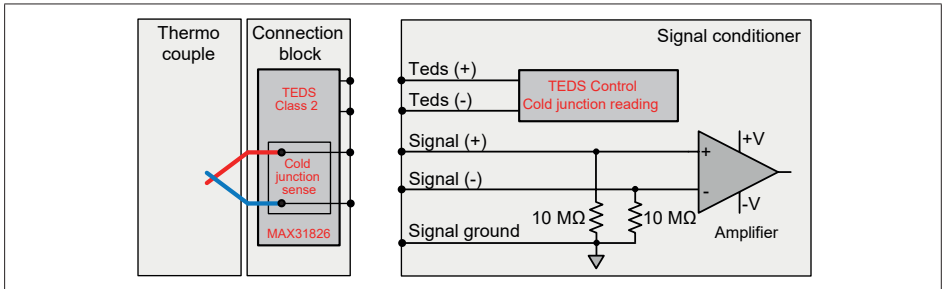 Thermo
couple
Connection
block
TEDS
Class 2
Cold
junction
sense
MAX31826
Signal conditioner
Teds (+)
Teds (-)
TEDS Control
Cold junction reading
Signal (+)
Signal (-)
Signal ground
10 MΩ
10 MΩ
+
-
+V
-V
Amplifier